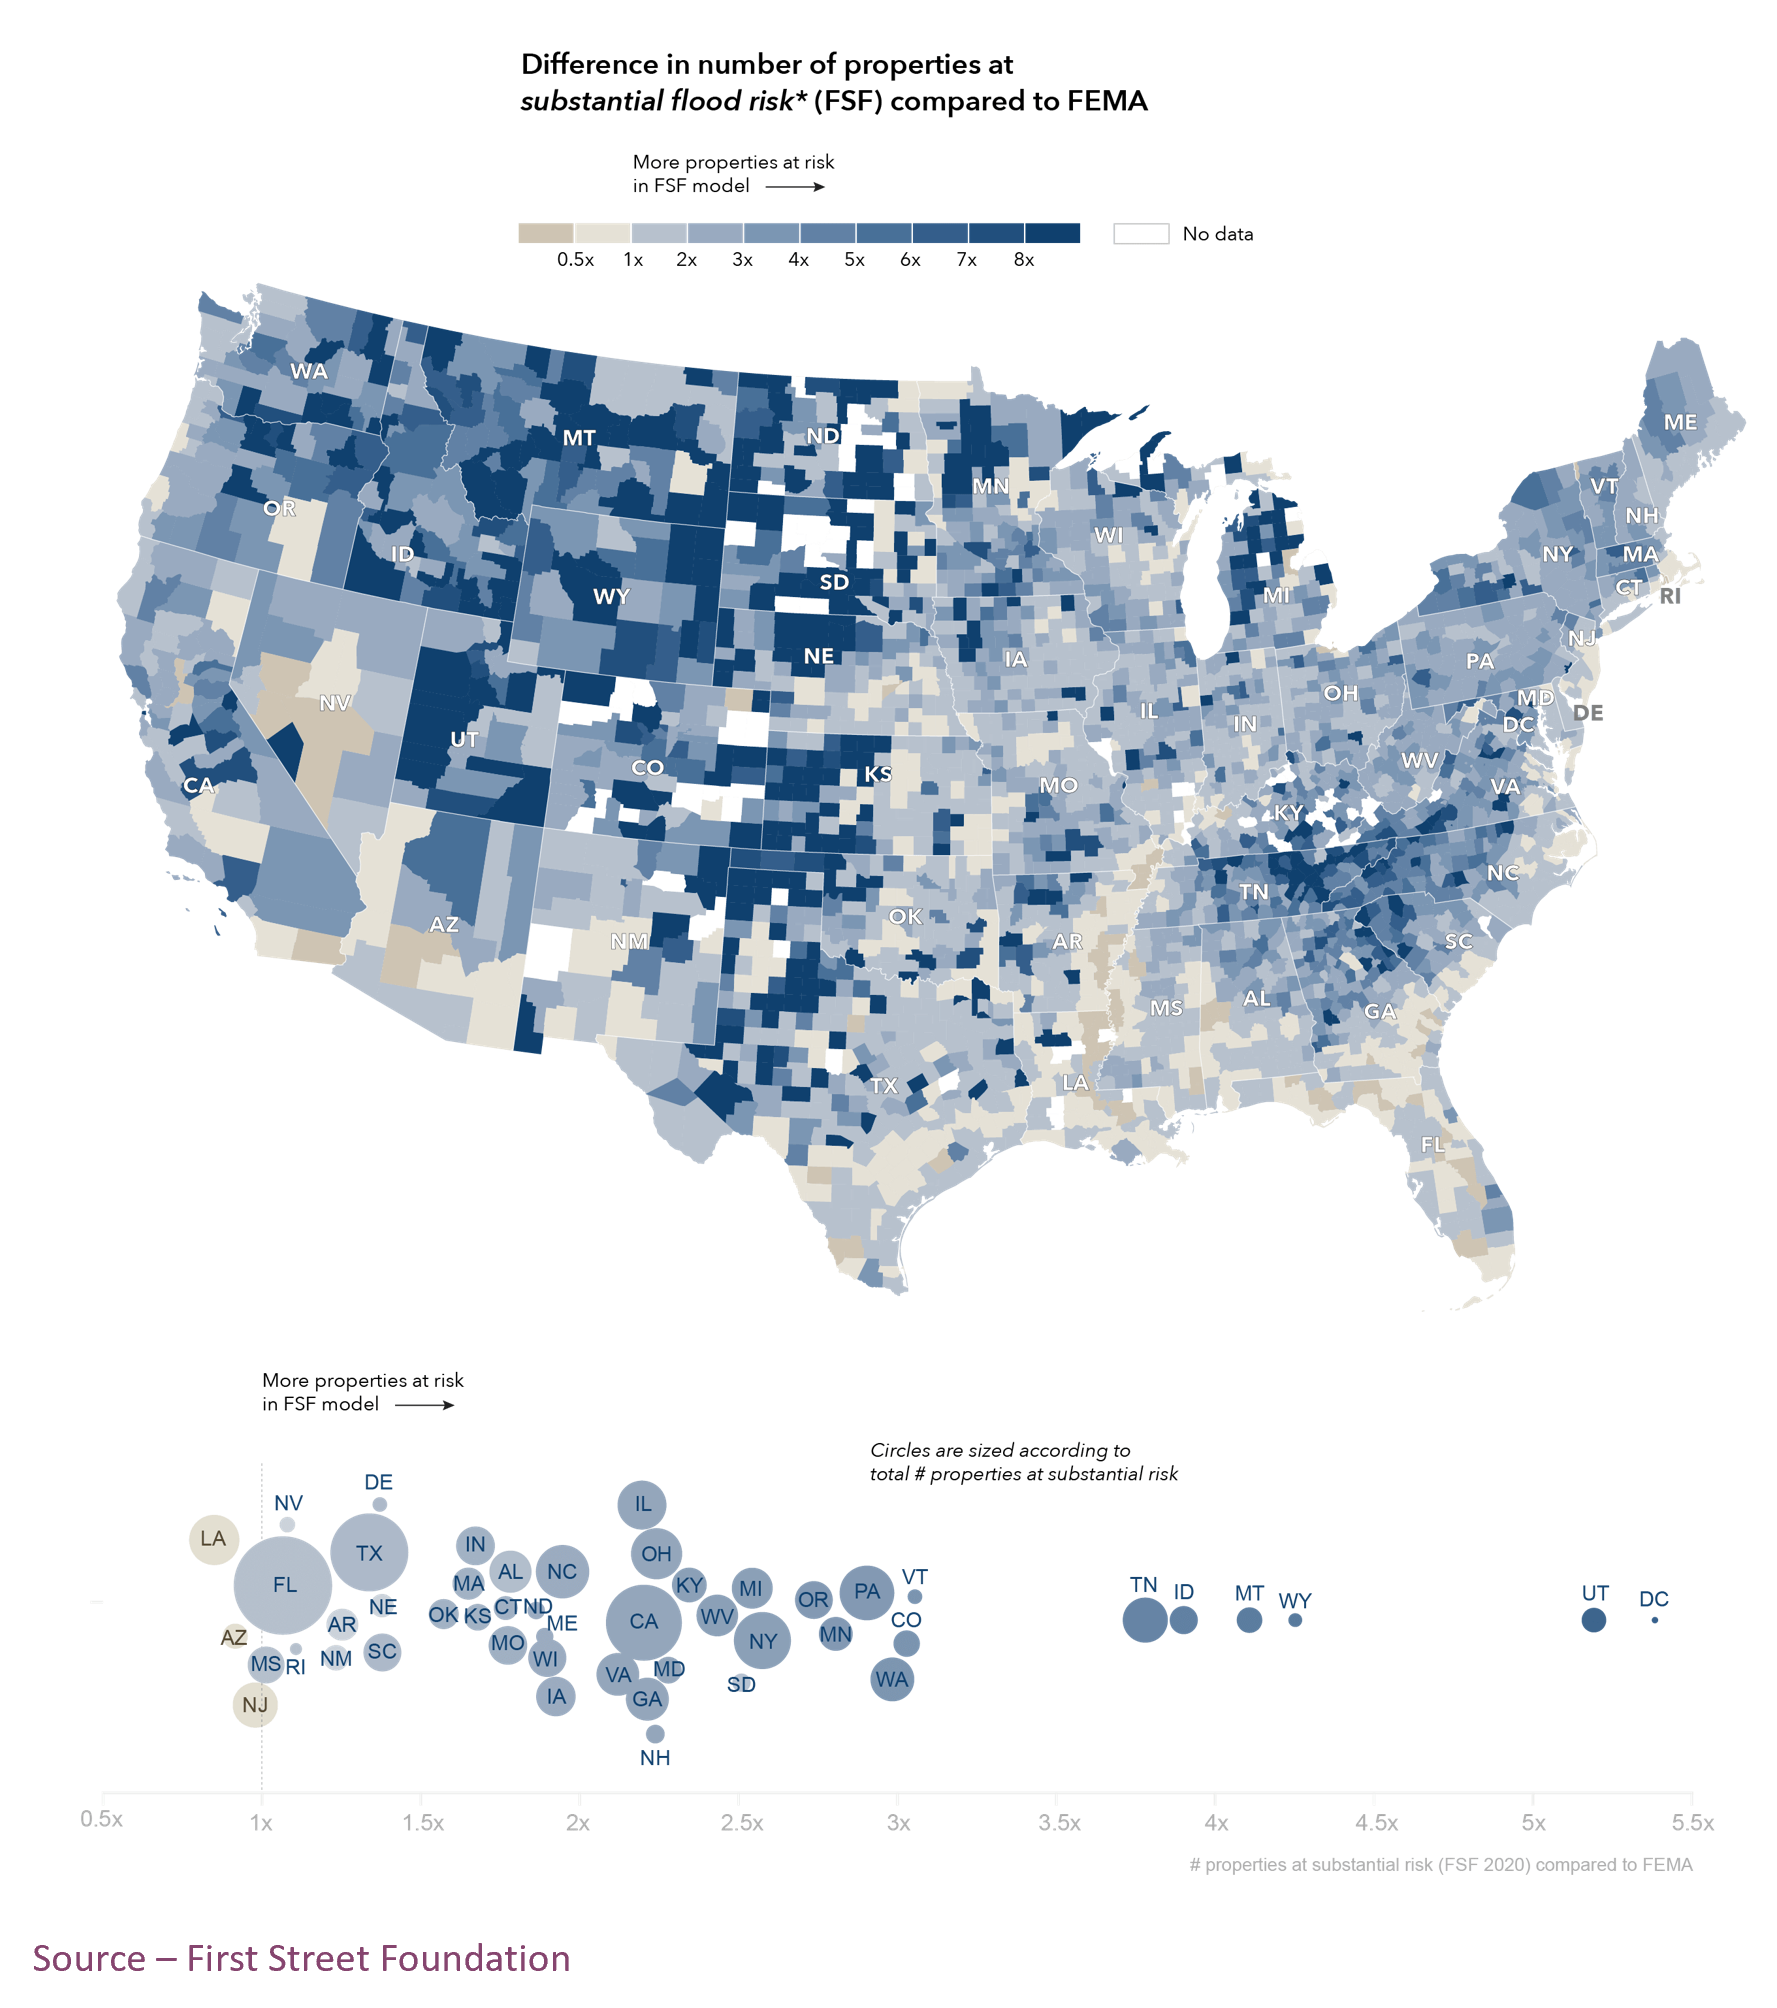 Difference in number of properties at
substantial flood risk* (FSF) compared to FEMA
More properties at risk
in FSF model
No data
0.5x 1x 2x 3x 4x 5x 6x 7x 8x
WA
ME
MT
ND
MN
VT
OR
NH
WI
ID
NY
MA
SD
CT
WY
MI
RI
NJ
NE
IA
PA
OH
MD
NV
DE
IL
IN
DC
UT
WV
CO
KS
CA
MO
VA
KY
NC
TN
OK
AZ
NM
AR
SC
MS
AL
GA
LA
TX
FL
More properties at risk
in FSF model
Circles are sized according to
total # properties at substantial risk
DE
NV
IL
LA
TX
IN
OH
AL
NC
VT
FL
MA
KY
MI
PA
TN
ID
MT
WY
UT
DC
NE
OK
KS
CT
ND
OR
AR
ME
CA
WV
CO
AZ
MN
MO
NY
SC
MS
RI
NM
WI
VA
MD
WA
SD
NJ
IA
GA
NH
0.5x 1x 1.5x 2x 2.5x 3x 3.5x 4x 4.5x 5x 5.5x
# properties at substantial risk (FSF 2020) compared to FEMA
Source – First Street Foundation